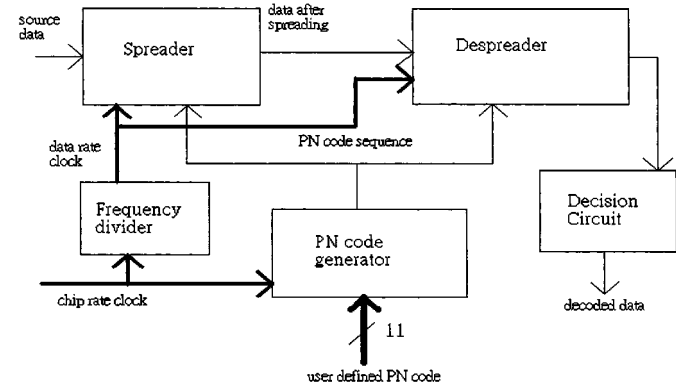 source
data
data after
spreading
Spreader
Despreader
data rate
clock
PN code sequence
Frequency
divider
PN code
generator
Decision
Circuit
chip rate clock
decoded data
11
user defined PN code